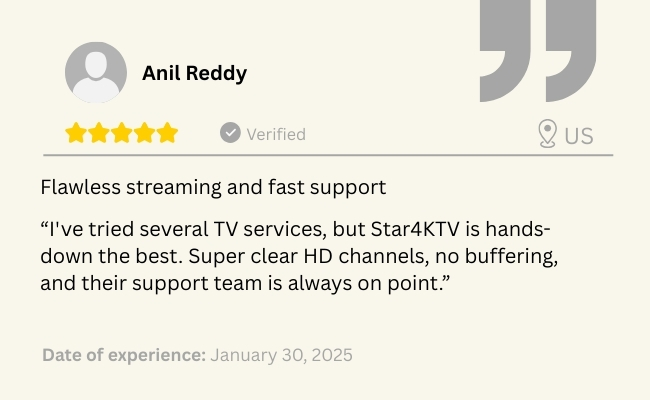 Anil Reddy
Verified
US
Flawless streaming and fast support
“I've tried several TV services, but Star4KTV is hands-
down the best. Super clear HD channels, no buffering,
and their support team is always on point.”
Date of experience: January 30, 2025